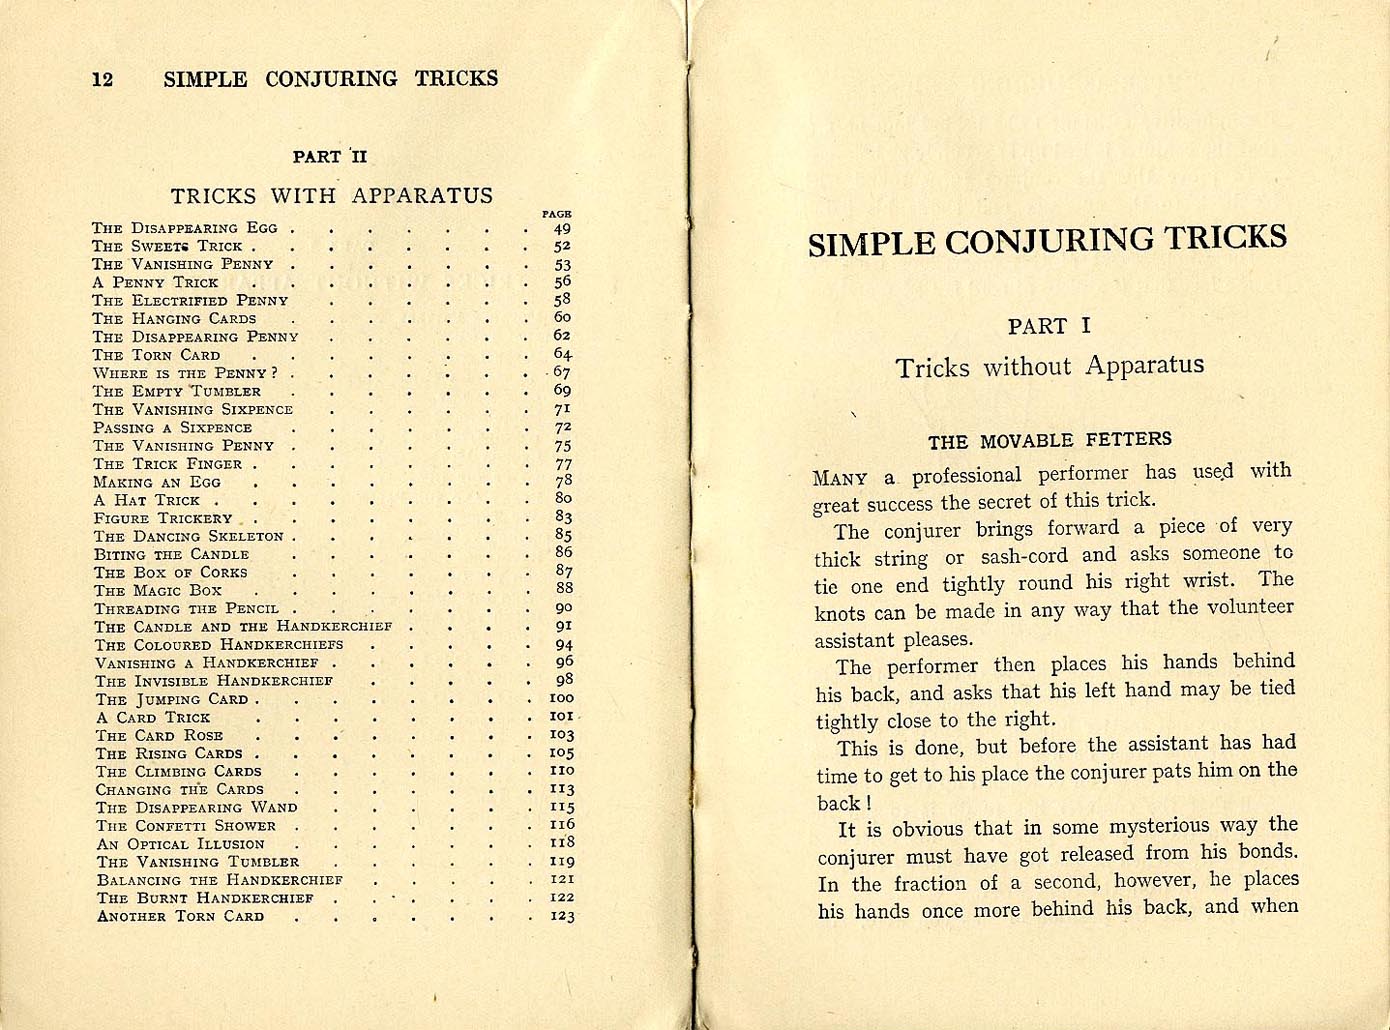 12 SIMPLE CONJURING TRICKS
PART II
TRICKS WITH APPARATUS
PAGE
The Disappearing Egg . . . . . . . 49
The Sweets Trick . . . . . . . . 52
The Vanishing Penny . . . . . . . 53
A Penny Trick . . . . . . . . 56
The Electrified Penny . . . . . . 58
The Hanging Cards . . . . . . . 60
The Disappearing Penny . . . . . . 62
The Torn Card . . . . . . . . 64
Where is the Penny? . . . . . . . 67
The Empty Tumbler . . . . . . . 69
The Vanishing Sixpence . . . . . . 71
Passing a Sixpence . . . . . . . 72
The Vanishing Penny . . . . . . . 75
The Trick Finger . . . . . . . . 77
Making an Egg . . . . . . . . 78
A Hat Trick . . . . . . . . . 80
Figure Trickery . . . . . . . . 83
The Dancing Skeleton . . . . . . . 85
Biting the Candle . . . . . . . 86
The Box of Corks . . . . . . . 87
The Magic Box . . . . . . . . 88
Threading the Pencil . . . . . . . 90
The Candle and the Handkerchief . . . . 91
The Coloured Handkerchiefs . . . . . 94
Vanishing a Handkerchief . . . . . . 96
The Invisible Handkerchief . . . . . 98
The Jumping Card . . . . . . . . 100
A Card Trick . . . . . . . . 101
The Card Rose . . . . . . . . 103
The Rising Cards . . . . . . . . 105
The Climbing Cards . . . . . . . 110
Changing the Cards . . . . . . . 113
The Disappearing Wand . . . . . . 115
The Confetti Shower . . . . . . . 116
An Optical Illusion . . . . . . . 118
The Vanishing Tumbler . . . . . . 119
Balancing the Handkerchief . . . . . 121
The Burnt Handkerchief . . . . . . 122
Another Torn Card . . . . . . . 123
SIMPLE CONJURING TRICKS
PART I
Tricks without Apparatus
THE MOVABLE FETTERS
Many a professional performer has used with
great success the secret of this trick.
The conjurer brings forward a piece of very
thick string or sash-cord and asks someone to
tie one end tightly round his right wrist. The
knots can be made in any way that the volunteer
assistant pleases.
The performer then places his hands behind
his back, and asks that his left hand may be tied
tightly close to the right.
This is done, but before the assistant has had
time to get to his place the conjurer pats him on the
back!
It is obvious that in some mysterious way the
conjurer must have got released from his bonds.
In the fraction of a second, however, he places
his hands once more behind his back, and when